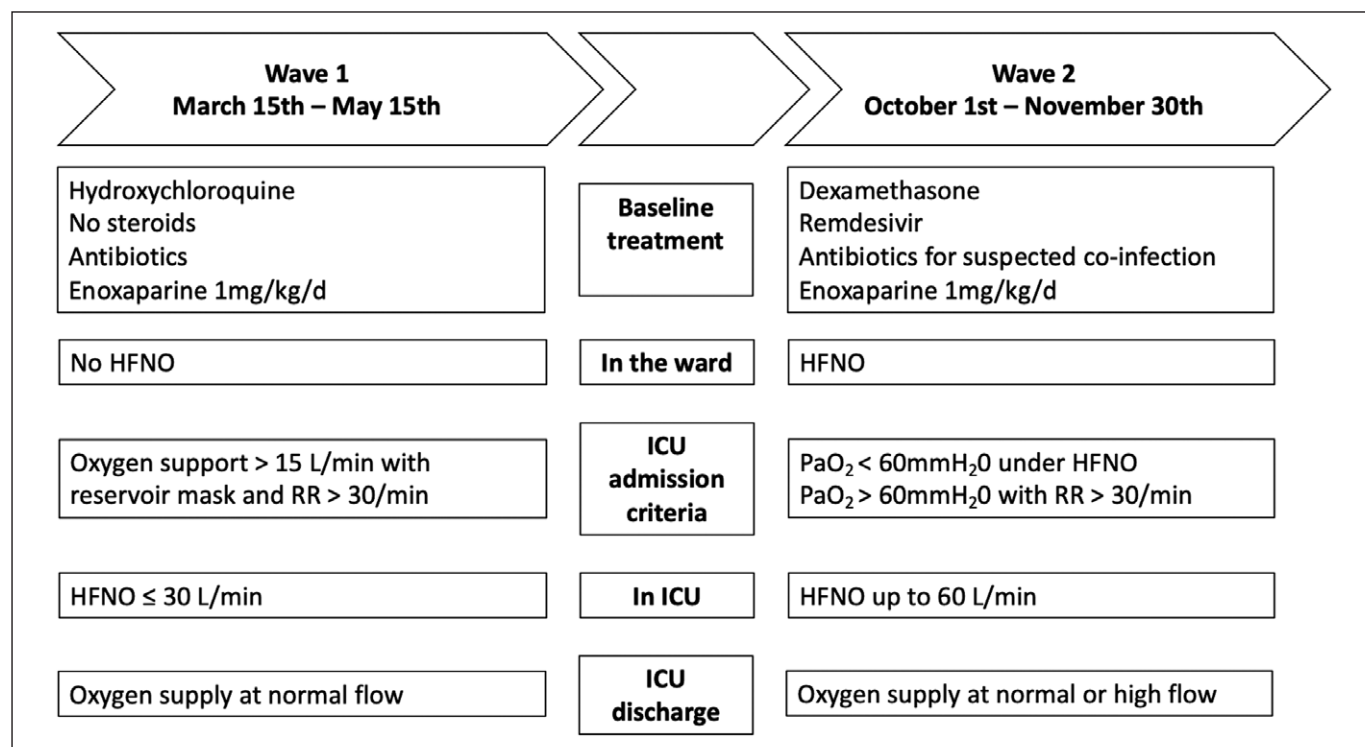 Wave 1
March 15th – May 15th
Wave 2
October 1st – November 30th
Hydroxychloroquine
No steroids
Antibiotics
Enoxaparine 1mg/kg/d
Baseline
treatment
Dexamethasone
Remdesivir
Antibiotics for suspected co-infection
Enoxaparine 1mg/kg/d
No HFNO
In the ward
HFNO
Oxygen support > 15 L/min with
reservoir mask and RR > 30/min
ICU
admission
criteria
PaO₂ < 60mmH₂0 under HFNO
PaO₂ > 60mmH₂0 with RR > 30/min
HFNO ≤ 30 L/min
In ICU
HFNO up to 60 L/min
Oxygen supply at normal flow
ICU
discharge
Oxygen supply at normal or high flow